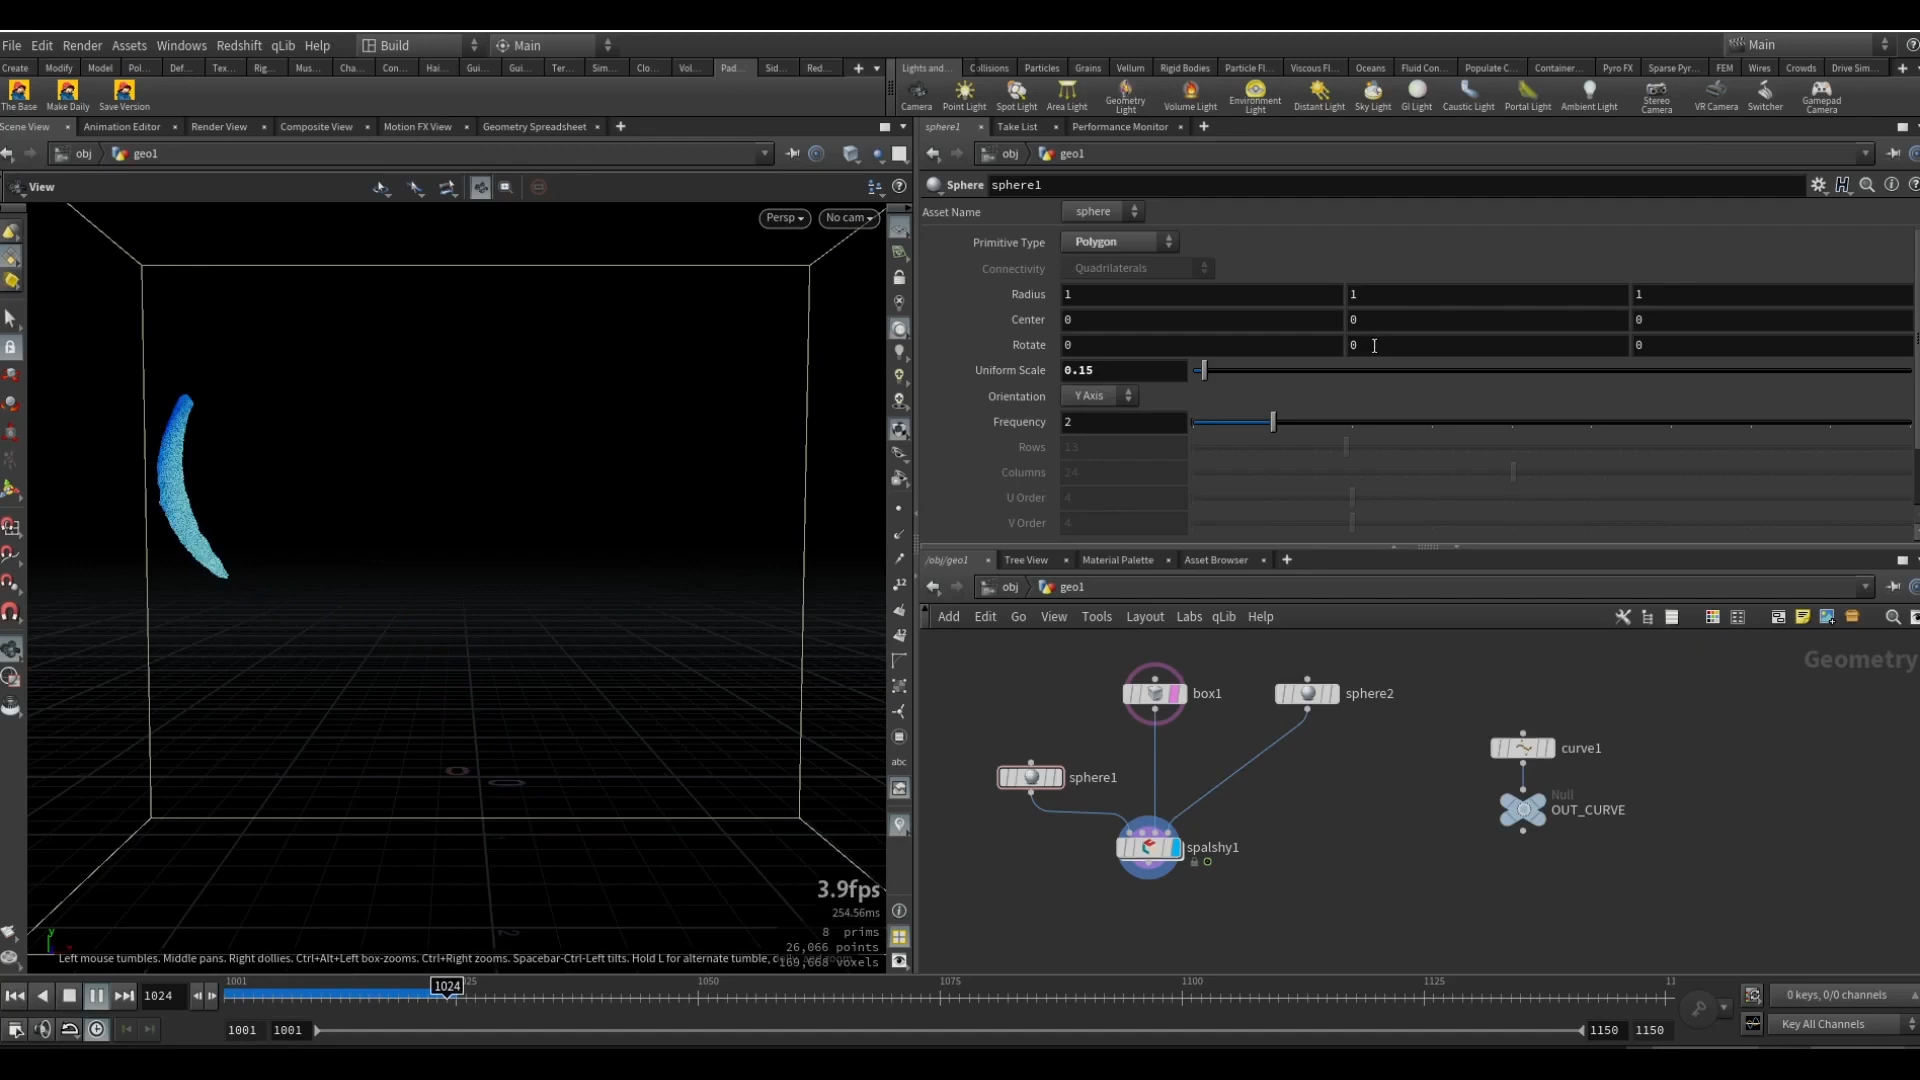 File Edit Render Assets Windows Redshift qLib Help Build Main Main
Create Modify Model Pol... Def... Tex... Rig... Mus... Cha... Con... Hai... Gui... Gui... Ter... Sim... Clo... Vol... Pad... Sid... Red...
Lights and... Collisions Particles Grains Vellum Rigid Bodies Particle Fl... Viscous Fl... Oceans Fluid Con... Populate C... Container... Pyro FX Sparse Pyr... FEM Wires Crowds Drive Sim...
The Base Make Daily Save Version
Camera Point Light Spot Light Area Light Geometry Light Volume Light Environment Light Distant Light Sky Light GI Light Caustic Light Portal Light Ambient Light Stereo Camera VR Camera Switcher Gamepad Camera
Scene View Animation Editor Render View Composite View Motion FX View Geometry Spreadsheet
sphere1 Take List Performance Monitor
obj geo1
obj geo1
View
Persp No cam
Sphere sphere1
Asset Name sphere
Primitive Type Polygon
Connectivity Quadrilaterals
Radius 1 1 1
Center 0 0 0
Rotate 0 0 0
Uniform Scale 0.15
Orientation Y Axis
Frequency 2
Rows 13
Columns 24
U Order 4
V Order 4
/obj/geo1 Tree View Material Palette Asset Browser
obj geo1
Add Edit Go View Tools Layout Labs qLib Help
Geometry
box1 sphere2
curve1
sphere1
Null
OUT_CURVE
spalshy1
abc
3.9fps
254.56ms
8 prims
26,066 points
169,668 voxels
Left mouse tumbles. Middle pans. Right dollies. Ctrl+Alt+Left box-zooms. Ctrl+Right zooms. Spacebar-Ctrl-Left tilts. Hold L for alternate tumble,
1024 1001 1024 1050 1075 1100 1125
0 keys, 0/0 channels
1001 1001 1150 1150
Key All Channels